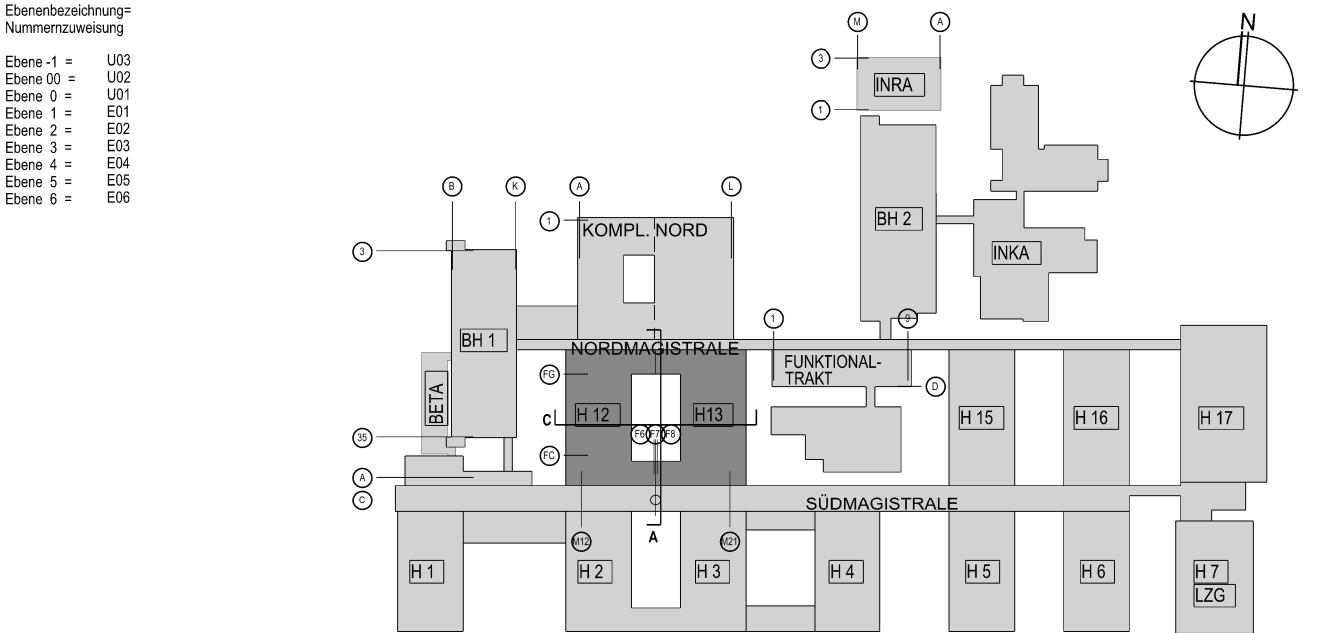 Ebenenbezeichnung=
Nummernzuweisung
Ebene -1 = U03
Ebene 00 = U02
Ebene 0 = U01
Ebene 1 = E01
Ebene 2 = E02
Ebene 3 = E03
Ebene 4 = E04
Ebene 5 = E05
Ebene 6 = E06
N
M A
3
INRA
1
B K A L
1
KOMPL. NORD
BH 2
3
INKA
1 9
BH 1
NORDMAGISTRALE
FUNKTIONAL-
TRAKT
FG
D
BETA
C
H 12
H13
H 15
H 16
H 17
35
F6 F7 F8
FC
A
C
SÜDMAGISTRALE
A
M12
M21
H 1
H 2
H 3
H 4
H 5
H 6
H 7
LZG